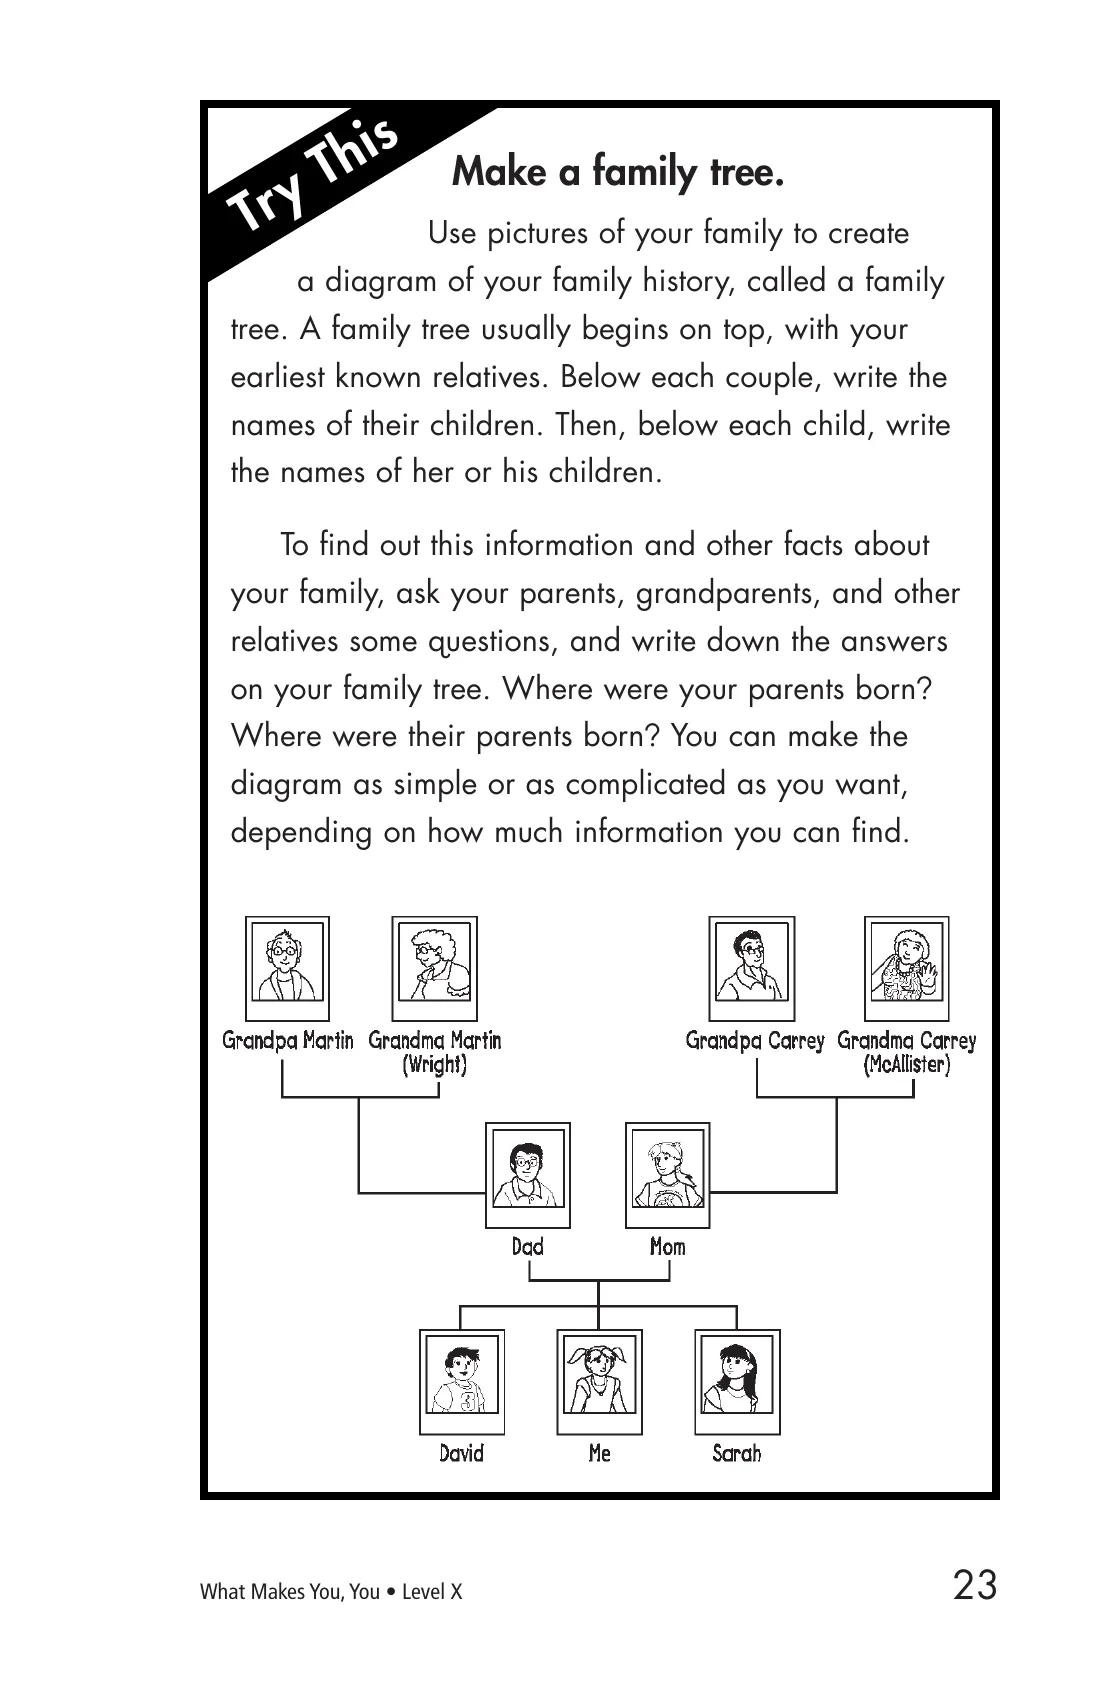 Try This
Make a family tree.
Use pictures of your family to create
a diagram of your family history, called a family
tree. A family tree usually begins on top, with your
earliest known relatives. Below each couple, write the
names of their children. Then, below each child, write
the names of her or his children.
To find out this information and other facts about
your family, ask your parents, grandparents, and other
relatives some questions, and write down the answers
on your family tree. Where were your parents born?
Where were their parents born? You can make the
diagram as simple or as complicated as you want,
depending on how much information you can find.
Grandpa Martin Grandma Martin Grandpa Carrey Grandma Carrey
(Wright) (McAllister)
Dad Mom
3
David Me Sarah
What Makes You, You • Level X 23